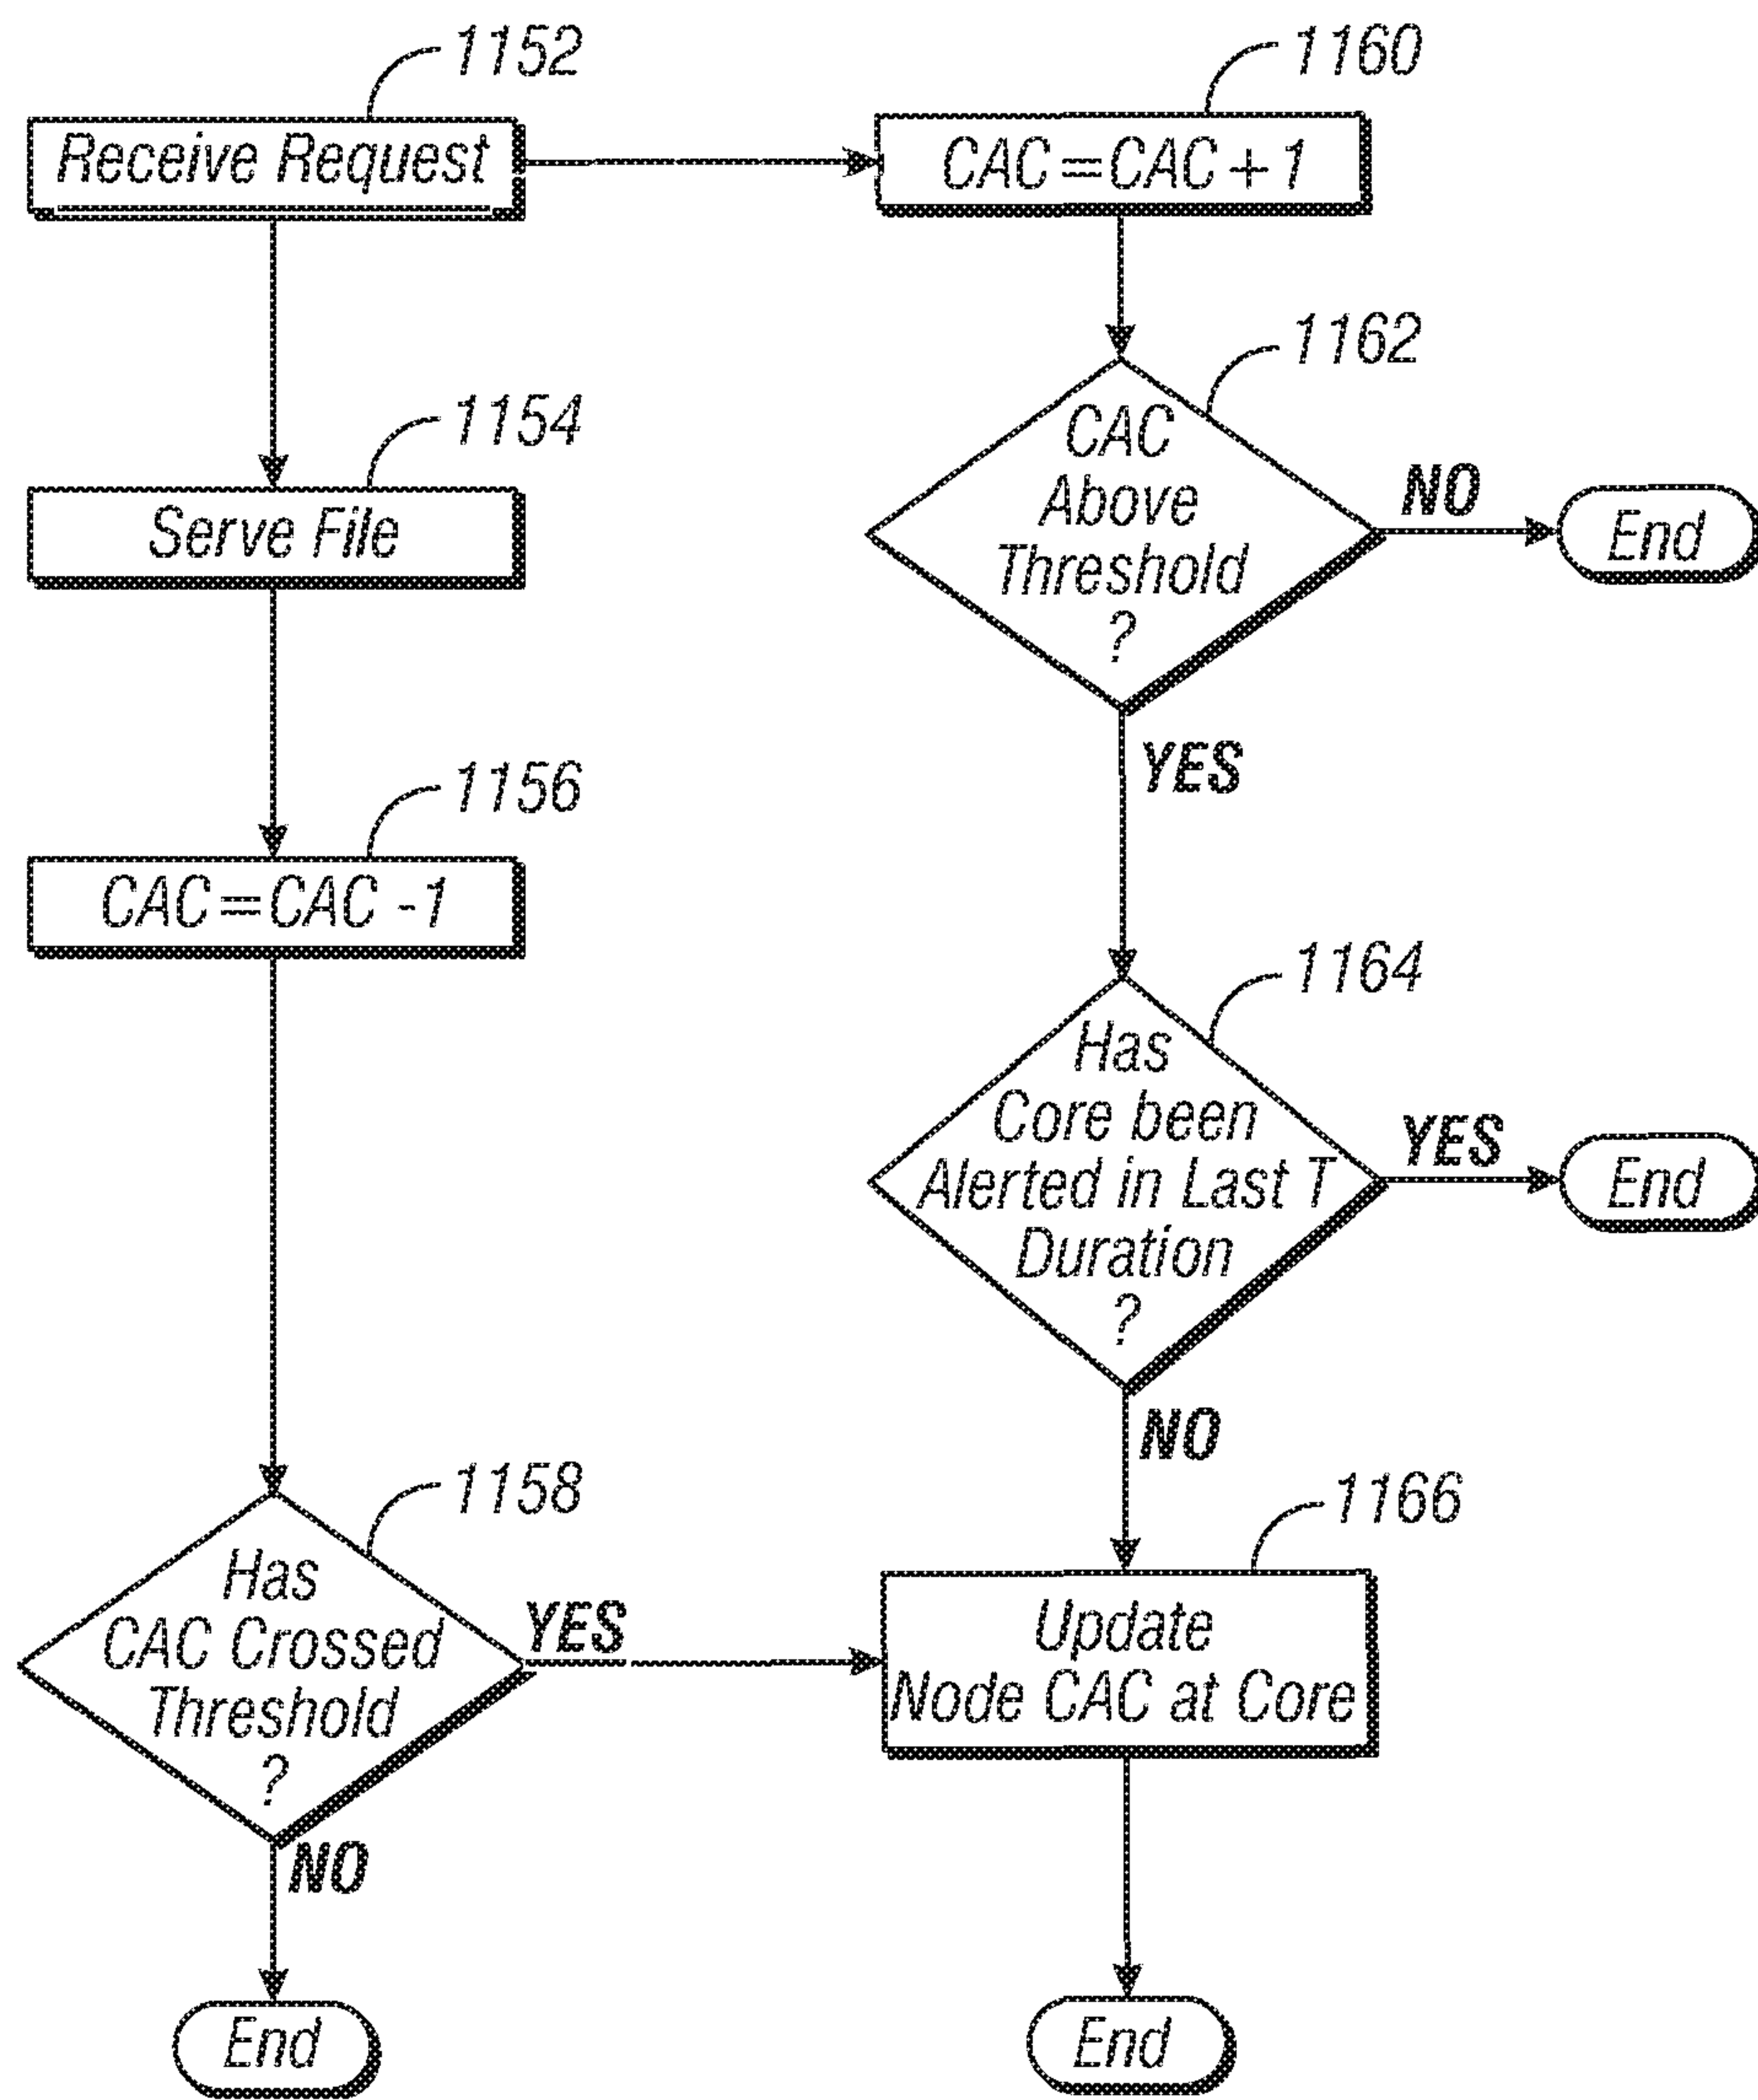 1152
Receive Request
1160
CAC = CAC + 1
1154
Serve File
1162
CAC
Above
Threshold
?
NO
End
YES
1156
CAC = CAC -1
1164
Has
Core been
Alerted in Last T
Duration
?
YES
End
NO
1158
Has
CAC Crossed
Threshold
?
YES
NO
End
1166
Update
Node CAC at Core
End